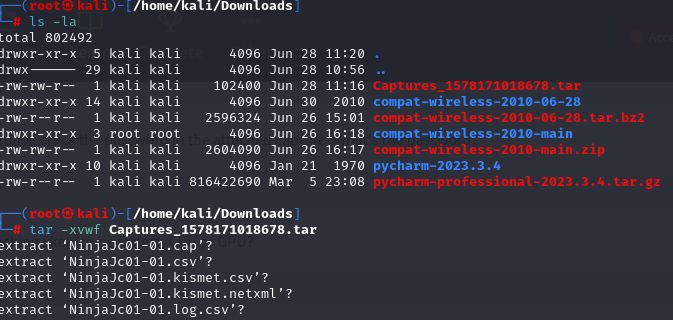 (root㉿kali)-[/home/kali/Downloads]
# ls -la
total 802492
drwxr-xr-x 5 kali kali 4096 Jun 28 11:20 .
drwx------ 29 kali kali 4096 Jun 28 10:56 ..
-rw-rw-r-- 1 kali kali 102400 Jun 28 11:16 Captures_1578171018678.tar
drwxr-xr-x 14 kali kali 4096 Jun 30 2010 compat-wireless-2010-06-28
-rw-r--r-- 1 kali kali 2596324 Jun 26 15:01 compat-wireless-2010-06-28.tar.bz2
drwxr-xr-x 3 root root 4096 Jun 26 16:18 compat-wireless-2010-main
-rw-rw-r-- 1 kali kali 2604090 Jun 26 16:17 compat-wireless-2010-main.zip
drwxrwxr-x 10 kali kali 4096 Jan 21 1970 pycharm-2023.3.4
-rw-r--r-- 1 kali kali 816422690 Mar 5 23:08 pycharm-professional-2023.3.4.tar.gz
(root㉿kali)-[/home/kali/Downloads]
# tar -xvwf Captures_1578171018678.tar
extract ‘NinjaJc01-01.cap’?
extract ‘NinjaJc01-01.csv’?
extract ‘NinjaJc01-01.kismet.csv’?
extract ‘NinjaJc01-01.kismet.netxml’?
extract ‘NinjaJc01-01.log.csv’?